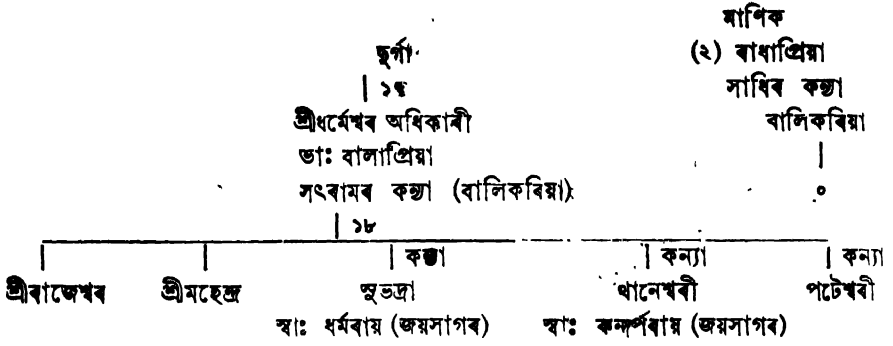 মাণিক
দুৰ্গা (২) ৰাধাপ্ৰিয়া
| ১৫ সাধিৰ কন্যা
শ্ৰীধৰ্মেশ্বৰ অধিকাৰী বালিকৰিয়া
ভাঃ বালাপ্ৰিয়া |
সৎৰামৰ কন্যা (বালিকৰিয়া) ০
| ১৮
| | | কন্যা | কন্যা | কন্যা
শ্ৰীৰাজেশ্বৰ শ্ৰীমহেন্দ্ৰ সুভদ্ৰা থানেশ্বৰী পটেশ্বৰী
স্বাঃ ধৰ্মৰায় (জয়সাগৰ) স্বাঃ কন্দৰ্পৰায় (জয়সাগৰ)